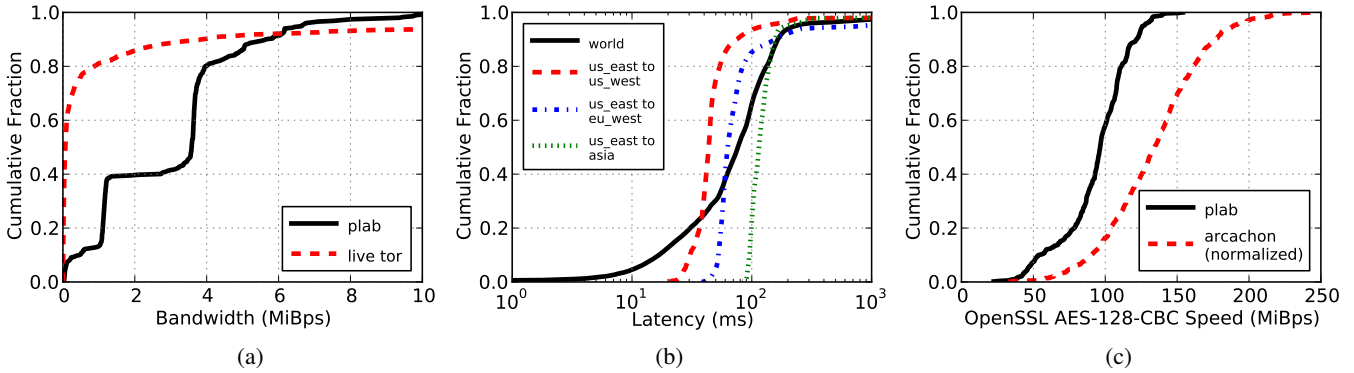 Cumulative Fraction
1.0
0.8
0.6
0.4
0.2
0.0
0
2
4
6
8
10
Bandwidth (MiBps)
plab
live tor
(a)
Cumulative Fraction
1.0
0.8
0.6
0.4
0.2
0.0
10^0
10^1
10^2
10^3
Latency (ms)
world
us_east to
us_west
us_east to
eu_west
us_east to
asia
(b)
Cumulative Fraction
1.0
0.8
0.6
0.4
0.2
0.0
0
50
100
150
200
250
OpenSSL AES-128-CBC Speed (MiBps)
plab
arcachon
(normalized)
(c)